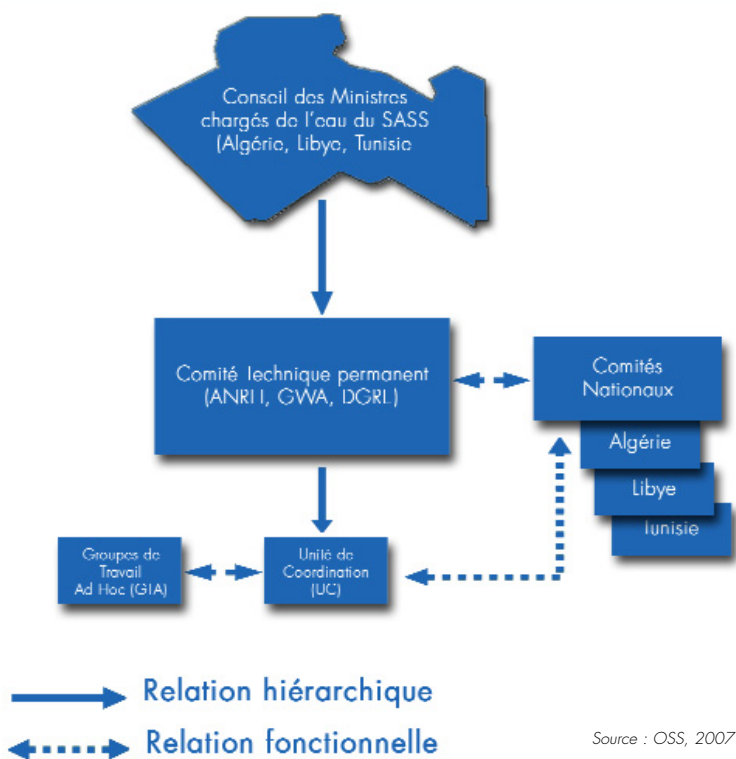 Conseil des Ministres
chargés de l'eau du SASS
(Algérie, Libye, Tunisie
Comité Technique permanent
(ANRH, GWA, DGRE)
Comités
Nationaux
Algérie
Libye
Tunisie
Groupes de
Travail
Ad Hoc (GTA)
Unité de
Coordination
(UC)
Relation hiérarchique
Relation fonctionnelle
Source : OSS, 2007